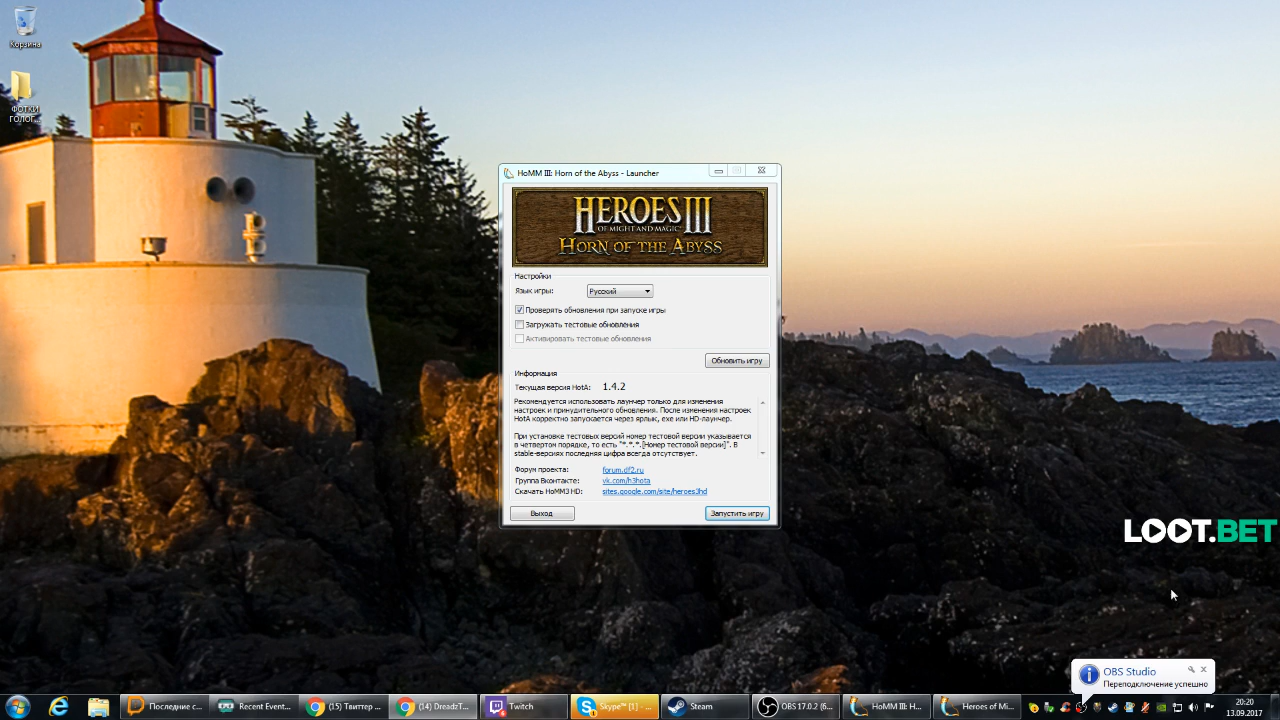 Корзина
ФОТКИ
ГОЛОГ...
HoMM III: Horn of the Abyss - Launcher
HEROES III
OF MIGHT AND MAGIC
HORN OF THE ABYSS
Настройки
Язык игры: Русский
Проверять обновления при запуске игры
Загружать тестовые обновления
Активировать тестовые обновления
Обновить игру
Информация
Текущая версия HotA: 1.4.2
Рекомендуется использовать лаунчер только для изменения
настроек и принудительного обновления. После изменения настроек
HotA корректно запускается через ярлык, exe или HD-лаунчер.
При установке тестовых версий номер тестовой версии указывается
в четвертом порядке, то есть "*.*.*.[Номер тестовой версии]". В
stable-версиях последняя цифра всегда отсутствует.
Форум проекта: forum.df2.ru
Группа Вконтакте: vk.com/h3hota
Скачать HoMM3 HD: sites.google.com/site/heroes3hd
Выход
Запустить игру
LOOT.BET
OBS Studio
Переподключение успешно
Последние с...
Recent Event...
(15) Твиттер ...
(14) DreadzT...
Twitch
Skype™ [1] - ...
Steam
OBS 17.0.2 (6...
HoMM III: H...
Heroes of Mi...
20:20
13.09.2017